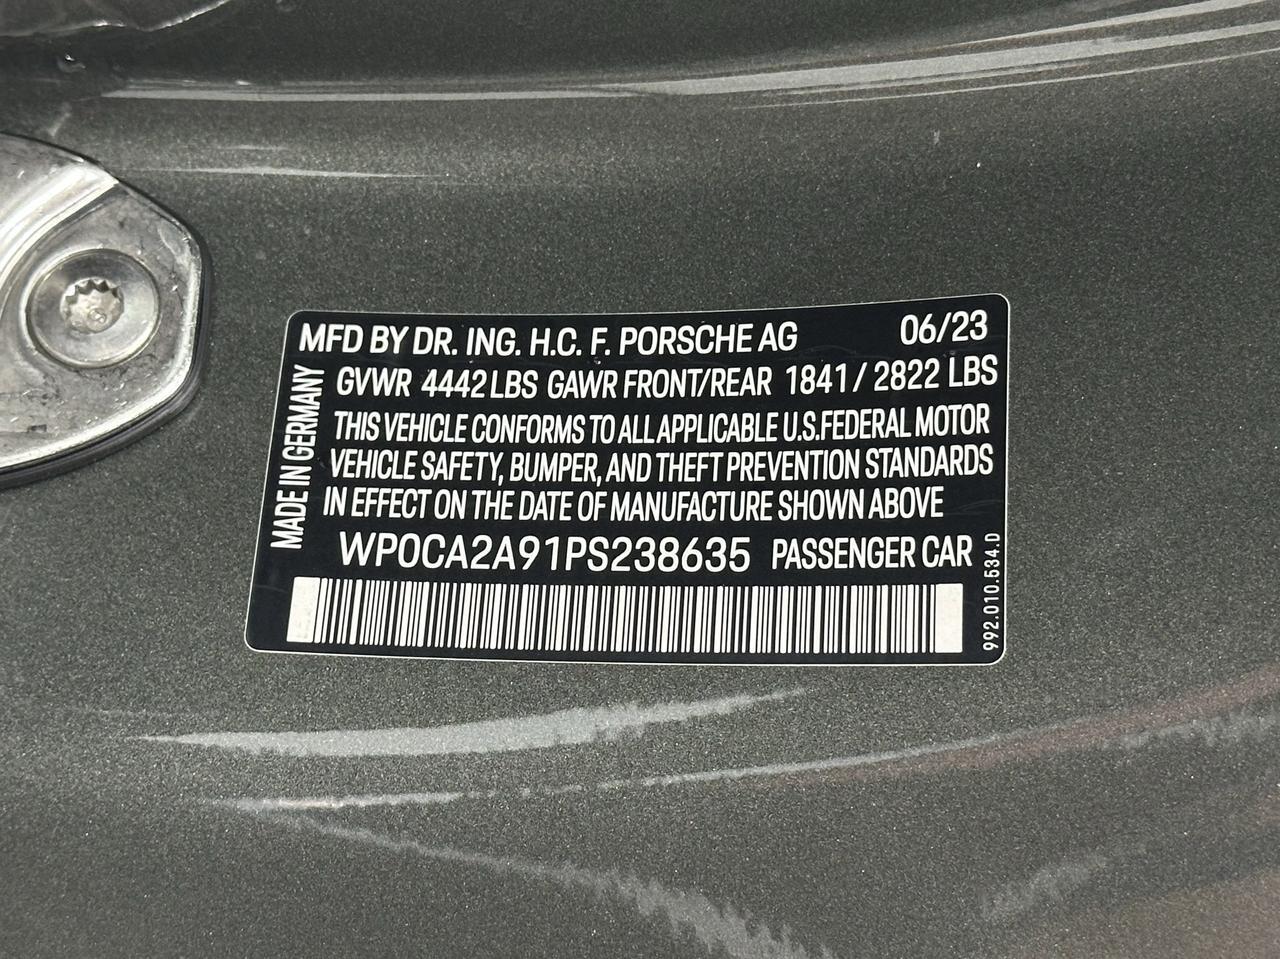 MFD BY DR. ING. H.C. F. PORSCHE AG 06/23
GVWR 4442 LBS GAWR FRONT/REAR 1841 / 2822 LBS
THIS VEHICLE CONFORMS TO ALL APPLICABLE U.S.FEDERAL MOTOR
VEHICLE SAFETY, BUMPER, AND THEFT PREVENTION STANDARDS
IN EFFECT ON THE DATE OF MANUFACTURE SHOWN ABOVE
WP0CA2A91PS238635 PASSENGER CAR
MADE IN GERMANY
992.010.534.D